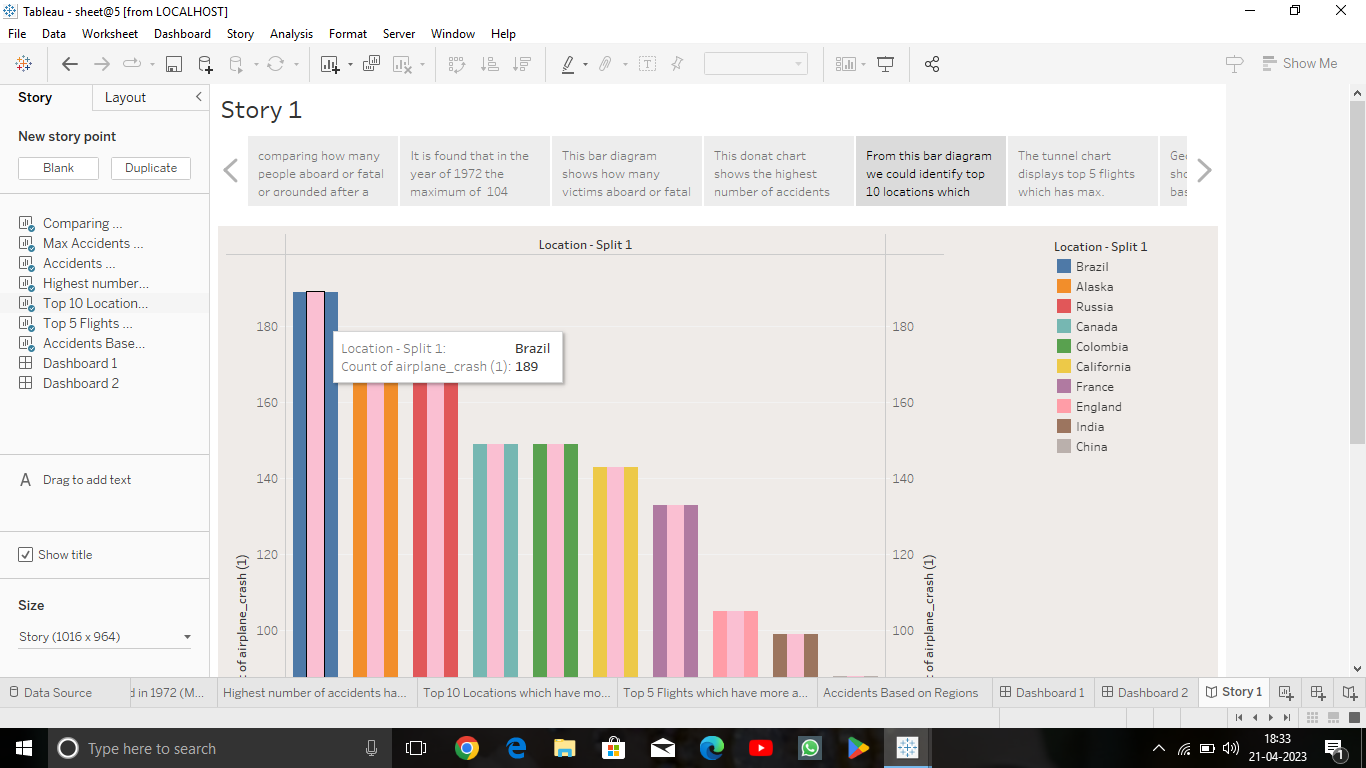 Tableau - sheet@5 [from LOCALHOST]
File Data Worksheet Dashboard Story Analysis Format Server Window Help
Show Me
Story Layout
New story point
Blank Duplicate
Comparing ...
Max Accidents ...
Accidents ...
Highest number...
Top 10 Location...
Top 5 Flights ...
Accidents Base...
Dashboard 1
Dashboard 2
A Drag to add text
Show title
Size
Story (1016 x 964)
Story 1
comparing how many
people aboard or fatal
or grounded after a
It is found that in the
year of 1972 the
maximum of 104
This bar diagram
shows how many
victims aboard or fatal
This donat chart
shows the highest
number of accidents
From this bar diagram
we could identify top
10 locations which
The tunnel chart
displays top 5 flights
which has max.
Location - Split 1
180
160
140
120
100
of airplane_crash (1)
Location - Split 1: Brazil
Count of airplane_crash (1): 189
180
160
140
120
100
of airplane_crash (1)
Location - Split 1
Brazil
Alaska
Russia
Canada
Colombia
California
France
England
India
China
Data Source d in 1972 (M... Highest number of accidents ha... Top 10 Locations which have mo... Top 5 Flights which have more a... Accidents Based on Regions Dashboard 1 Dashboard 2 Story 1
Type here to search
18:33
21-04-2023
1